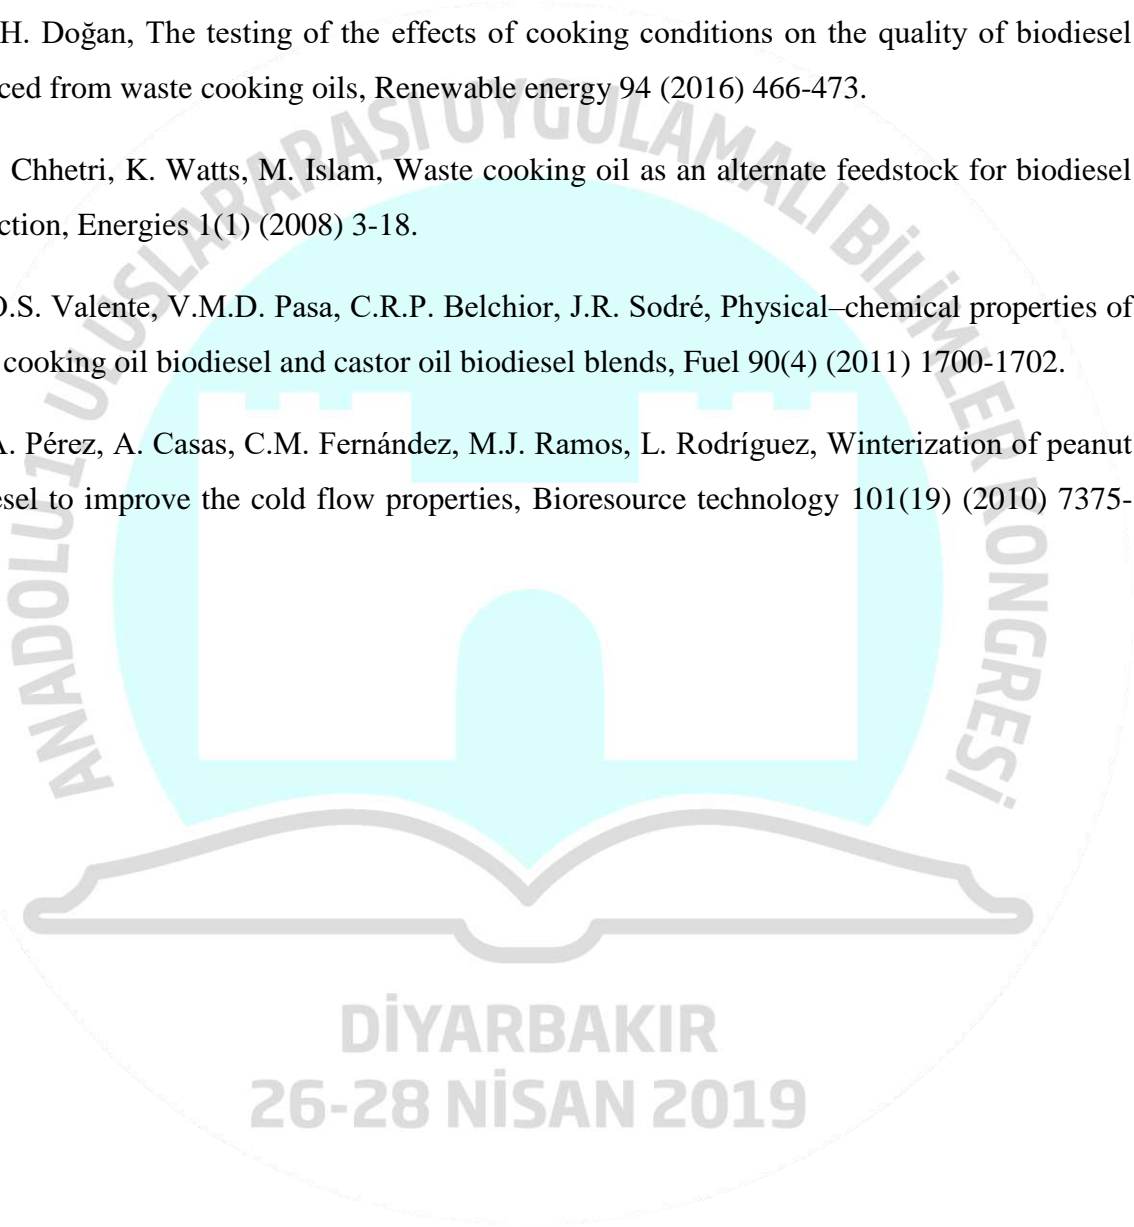 H. Doğan, The testing of the effects of cooking conditions on the quality of biodiesel
ced from waste cooking oils, Renewable energy 94 (2016) 466-473.
Chhetri, K. Watts, M. Islam, Waste cooking oil as an alternate feedstock for biodiesel
ction, Energies 1(1) (2008) 3-18.
D.S. Valente, V.M.D. Pasa, C.R.P. Belchior, J.R. Sodré, Physical–chemical properties of
cooking oil biodiesel and castor oil biodiesel blends, Fuel 90(4) (2011) 1700-1702.
A. Pérez, A. Casas, C.M. Fernández, M.J. Ramos, L. Rodríguez, Winterization of peanut
esel to improve the cold flow properties, Bioresource technology 101(19) (2010) 7375-
ANADOLU 1 ULUSLARARASI UYGULAMALI BİLİMLER KONGRESİ
DİYARBAKIR
26-28 NİSAN 2019